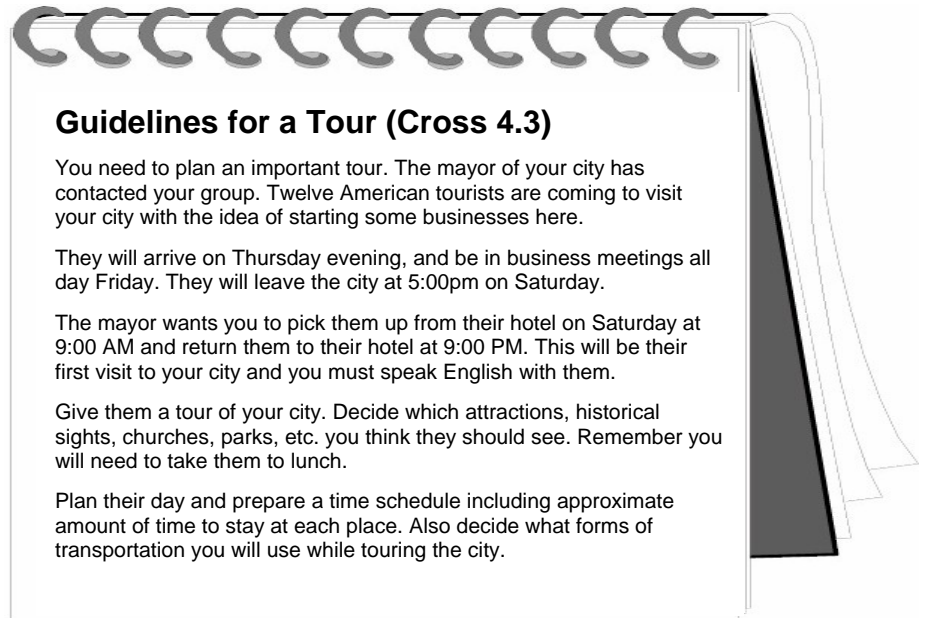 Guidelines for a Tour (Cross 4.3)
You need to plan an important tour. The mayor of your city has
contacted your group. Twelve American tourists are coming to visit
your city with the idea of starting some businesses here.
They will arrive on Thursday evening, and be in business meetings all
day Friday. They will leave the city at 5:00pm on Saturday.
The mayor wants you to pick them up from their hotel on Saturday at
9:00 AM and return them to their hotel at 9:00 PM. This will be their
first visit to your city and you must speak English with them.
Give them a tour of your city. Decide which attractions, historical
sights, churches, parks, etc. you think they should see. Remember you
will need to take them to lunch.
Plan their day and prepare a time schedule including approximate
amount of time to stay at each place. Also decide what forms of
transportation you will use while touring the city.